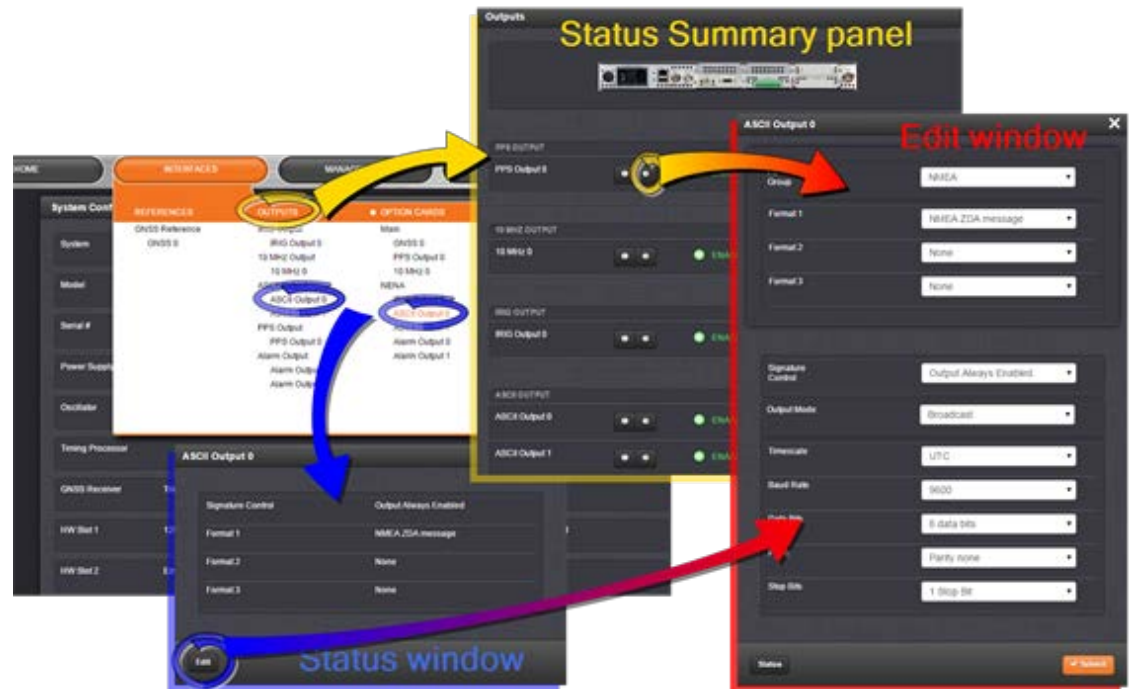 Outputs
Status Summary panel
PPS OUTPUT
PPS Output 0
10 MHZ OUTPUT
10 MHz 0
IRIG OUTPUT
IRIG Output 0
ASCII OUTPUT
ASCII Output 0
ASCII Output 1
ASCII Output 0
Edit window
Group
NMEA
Format 1
NMEA ZDA message
Format 2
None
Format 3
None
Signature Control
Output Always Enabled
Output Mode
Broadcast
Timescale
UTC
Baud Rate
9600
Data Bits
Parity none
Stop Bits
1 Stop Bit
Status
Submit
HOME
INTERFACES
REFERENCES
OUTPUTS
OPTION CARDS
GNSS Reference
GNSS 0
IRIG Output 0
10 MHz Output
10 MHz 0
ASCII Output 0
PPS Output
PPS Output 0
Alarm Output
Main
GNSS 0
PPS Output 0
10 MHz 0
NENA
ASCII Output 0
Alarm Output 0
Alarm Output 1
System
Model
Serial #
Power Supply
Oscillator
Timing Processor
GNSS Receiver
HW Slot 1
HW Slot 2
ASCII Output 0
Signature Control
Output Always Enabled
Format 1
NMEA ZDA message
Format 2
None
Format 3
None
Edit
Status window